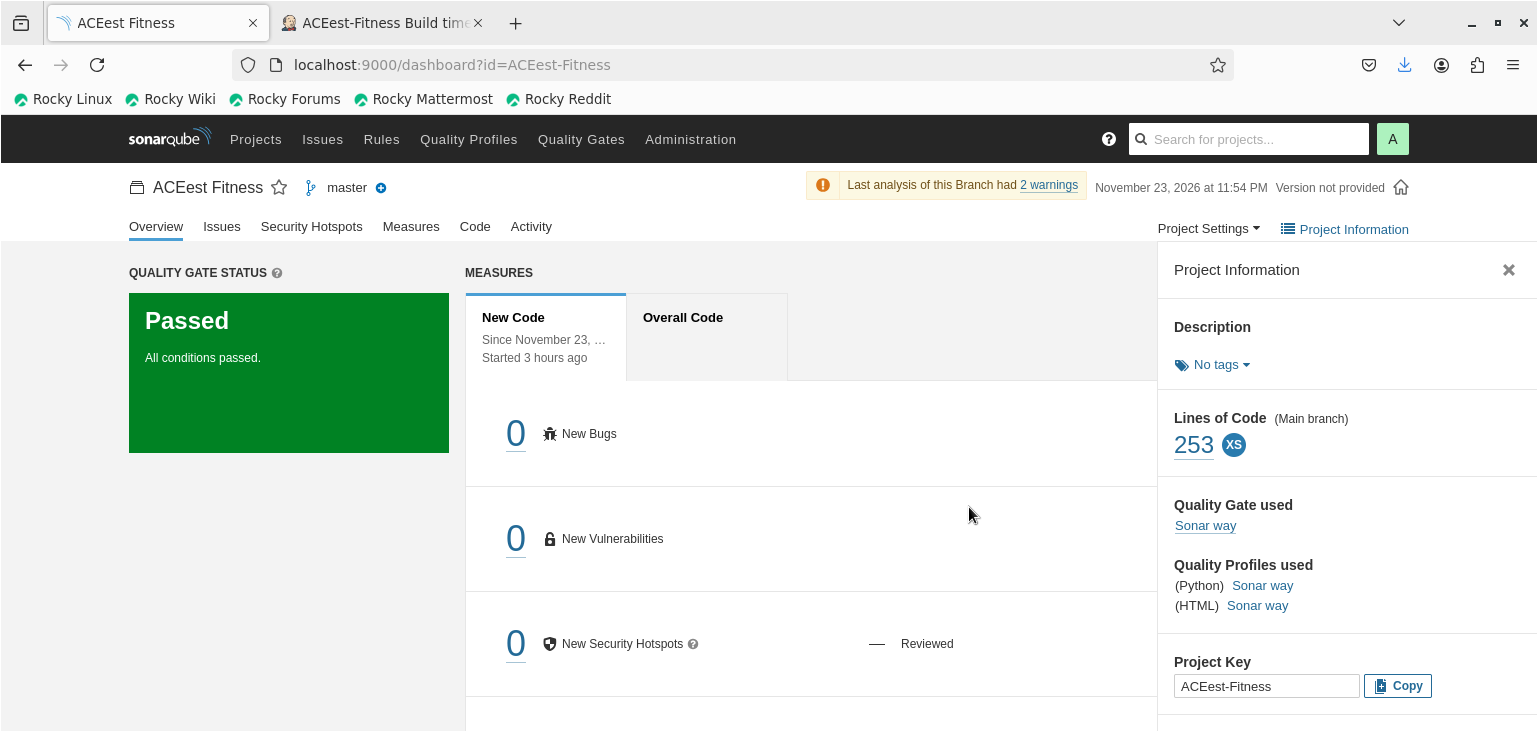 ACEest Fitness
ACEest-Fitness Build time
localhost:9000/dashboard?id=ACEest-Fitness
Rocky Linux Rocky Wiki Rocky Forums Rocky Mattermost Rocky Reddit
sonarqube Projects Issues Rules Quality Profiles Quality Gates Administration
Search for projects...
A
ACEest Fitness master
Last analysis of this Branch had 2 warnings November 23, 2026 at 11:54 PM Version not provided
Overview Issues Security Hotspots Measures Code Activity
Project Settings Project Information
QUALITY GATE STATUS
Passed
All conditions passed.
MEASURES
New Code
Since November 23, …
Started 3 hours ago
Overall Code
0 New Bugs
0 New Vulnerabilities
0 New Security Hotspots — Reviewed
Project Information
Description
No tags
Lines of Code (Main branch)
253 XS
Quality Gate used
Sonar way
Quality Profiles used
(Python) Sonar way
(HTML) Sonar way
Project Key
ACEest-Fitness Copy